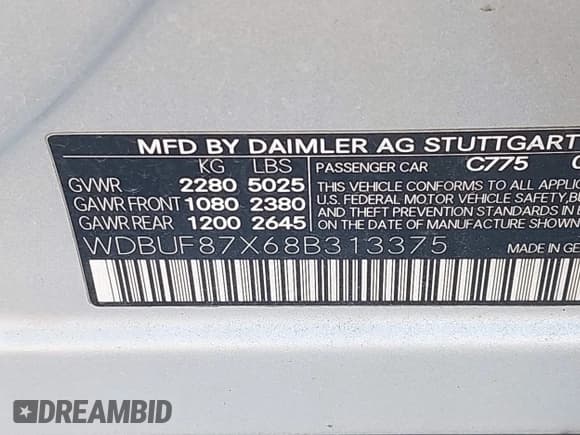 MFD BY DAIMLER AG STUTTGART
KG LBS
GVWR 2280 5025
GAWR FRONT 1080 2380
GAWR REAR 1200 2645
PASSENGER CAR C775
THIS VEHICLE CONFORMS TO ALL
U.S. FEDERAL MOTOR VEHICLE SAFETY,
AND THEFT PREVENTION STANDARDS IN
EFFECT ON THE DATE OF MANUFACTURE
WDBUF87X68B313375
MADE IN GE
DREAMBID